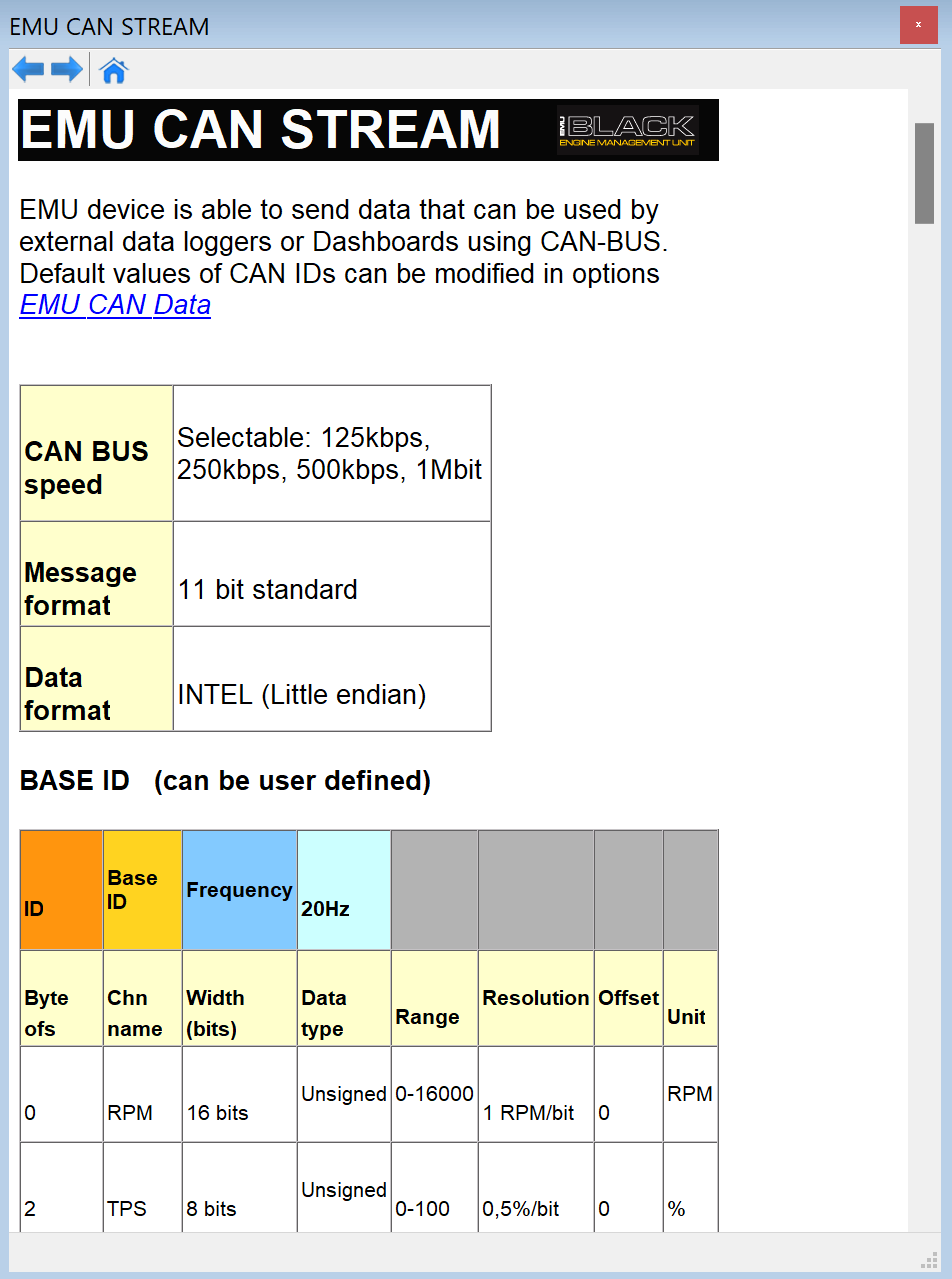 EMU CAN STREAM
x
EMU CAN STREAM
EMU BLACK
ENGINE MANAGEMENT UNIT
EMU device is able to send data that can be used by
external data loggers or Dashboards using CAN-BUS.
Default values of CAN IDs can be modified in options
EMU CAN Data
CAN BUS
speed
Selectable: 125kbps,
250kbps, 500kbps, 1Mbit
Message
format
11 bit standard
Data
format
INTEL (Little endian)
BASE ID (can be user defined)
ID
Base
ID
Frequency
20Hz
Byte
ofs
Chn
name
Width
(bits)
Data
type
Range
Resolution
Offset
Unit
0
RPM
16 bits
Unsigned
0-16000
1 RPM/bit
0
RPM
2
TPS
8 bits
Unsigned
0-100
0,5%/bit
0
%